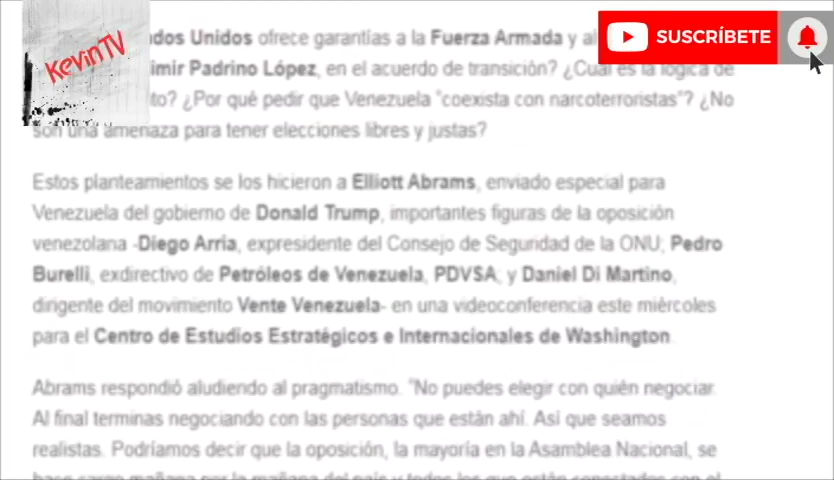 KevinTV
SUSCRÍBETE
dos Unidos ofrece garantías a la Fuerza Armada y al
imir Padrino López, en el acuerdo de transición? ¿Cuál es la lógica de
to? ¿Por qué pedir que Venezuela "coexista con narcoterroristas"? ¿No
son una amenaza para tener elecciones libres y justas?
Estos planteamientos se los hicieron a Elliott Abrams, enviado especial para
Venezuela del gobierno de Donald Trump, importantes figuras de la oposición
venezolana -Diego Arria, expresidente del Consejo de Seguridad de la ONU; Pedro
Burelli, exdirectivo de Petróleos de Venezuela, PDVSA; y Daniel Di Martino,
dirigente del movimiento Vente Venezuela- en una videoconferencia este miércoles
para el Centro de Estudios Estratégicos e Internacionales de Washington.
Abrams respondió aludiendo al pragmatismo. "No puedes elegir con quién negociar.
Al final terminas negociando con las personas que están ahí. Así que seamos
realistas. Podríamos decir que la oposición, la mayoría en la Asamblea Nacional, se